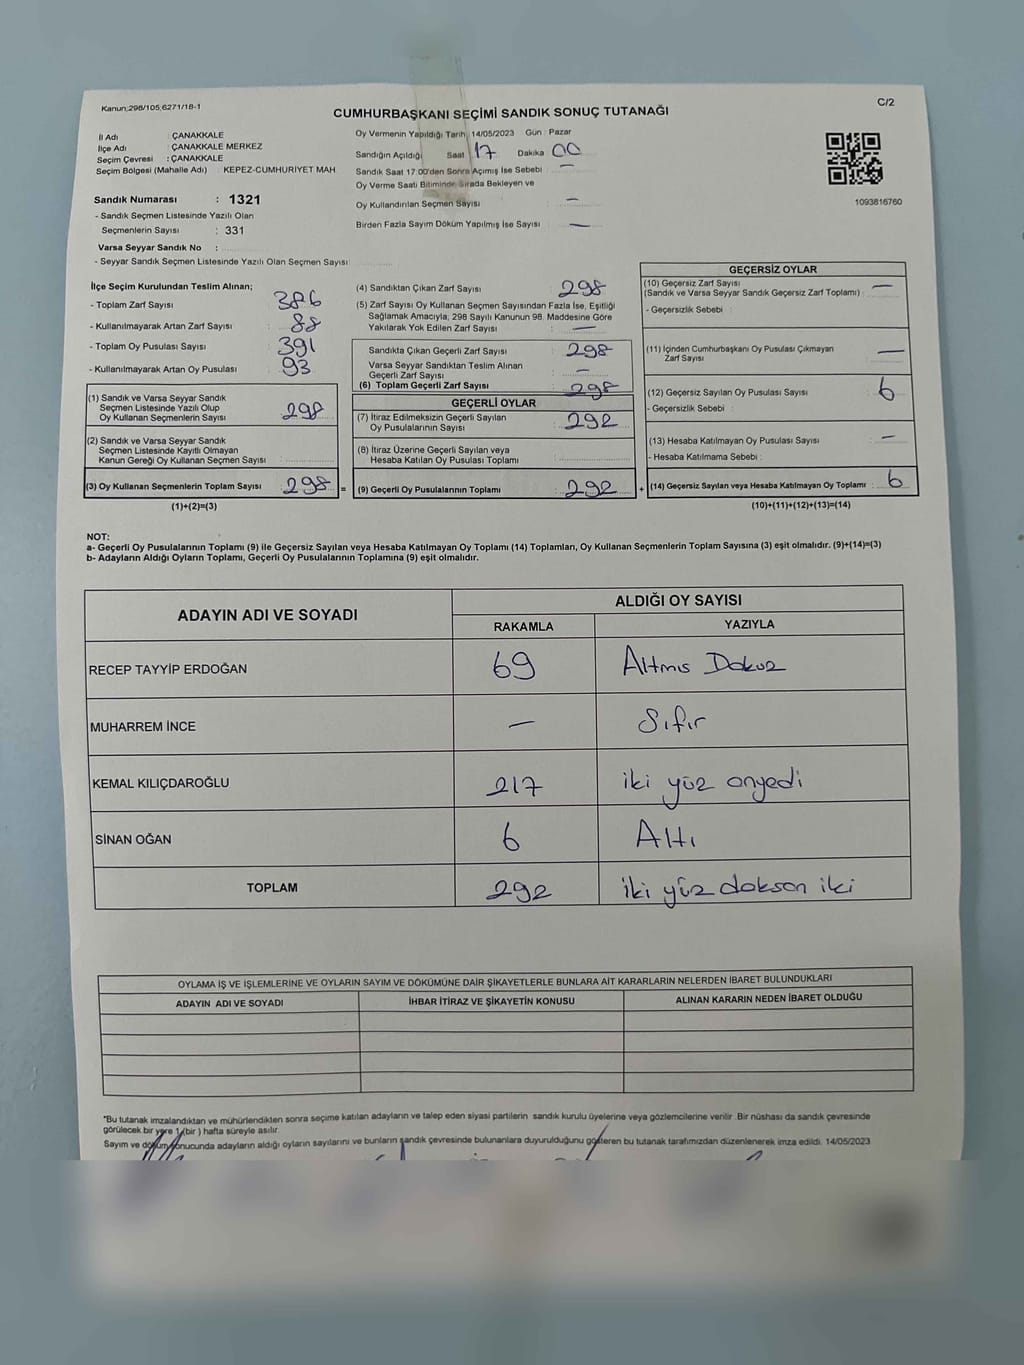 Kanun;298/105,6271/18-1
C/2
CUMHURBAŞKANI SEÇİMİ SANDIK SONUÇ TUTANAĞI
İl Adı : ÇANAKKALE
İlçe Adı : ÇANAKKALE MERKEZ
Seçim Çevresi : ÇANAKKALE
Seçim Bölgesi (Mahalle Adı) : KEPEZ-CUMHURİYET MAH
Sandık Numarası : 1321
- Sandık Seçmen Listesinde Yazılı Olan
Seçmenlerin Sayısı : 331
Varsa Seyyar Sandık No :
- Seyyar Sandık Seçmen Listesinde Yazılı Olan Seçmen Sayısı:
Oy Vermenin Yapıldığı Tarih, 14/05/2023 Gün : Pazar
Sandığın Açıldığı Saat 17 Dakika 00
Sandık Saat 17:00'den Sonra Açımış İse Sebebi : —
Oy Verme Saati Bitiminde Sırada Bekleyen ve
Oy Kullandırılan Seçmen Sayısı : —
Birden Fazla Sayım Döküm Yapılmış İse Sayısı : —
1093816760
İlçe Seçim Kurulundan Teslim Alınan;
- Toplam Zarf Sayısı : 386
- Kullanılmayarak Artan Zarf Sayısı : 88
- Toplam Oy Pusulası Sayısı : 391
- Kullanılmayarak Artan Oy Pusulası : 93
(1) Sandık ve Varsa Seyyar Sandık
Seçmen Listesinde Yazılı Olup
Oy Kullanan Seçmenlerin Sayısı : 298
(2) Sandık ve Varsa Seyyar Sandık
Seçmen Listesinde Kayıtlı Olmayan
Kanun Gereği Oy Kullanan Seçmen Sayısı :
(3) Oy Kullanan Seçmenlerin Toplam Sayısı : 298 =
(1)+(2)=(3)
(4) Sandıktan Çıkan Zarf Sayısı : 298
(5) Zarf Sayısı Oy Kullanan Seçmen Sayısından Fazla İse, Eşitliği
Sağlamak Amacıyla; 298 Sayılı Kanunun 98. Maddesine Göre
Yakılarak Yok Edilen Zarf Sayısı : —
Sandıkta Çıkan Geçerli Zarf Sayısı : 298
Varsa Seyyar Sandıktan Teslim Alınan
Geçerli Zarf Sayısı : —
(6) Toplam Geçerli Zarf Sayısı : 298
GEÇERLİ OYLAR
(7) İtiraz Edilmeksizin Geçerli Sayılan
Oy Pusulalarının Sayısı : 292
(8) İtiraz Üzerine Geçerli Sayılan veya
Hesaba Katılan Oy Pusulası Toplamı :
(9) Geçerli Oy Pusulalarının Toplamı : 292 +
GEÇERSİZ OYLAR
(10) Geçersiz Zarf Sayısı
(Sandık ve Varsa Seyyar Sandık Geçersiz Zarf Toplamı) : —
- Geçersizlik Sebebi :
(11) İçinden Cumhurbaşkanı Oy Pusulası Çıkmayan
Zarf Sayısı : —
(12) Geçersiz Sayılan Oy Pusulası Sayısı : 6
- Geçersizlik Sebebi :
(13) Hesaba Katılmayan Oy Pusulası Sayısı : —
- Hesaba Katılmama Sebebi :
(14) Geçersiz Sayılan veya Hesaba Katılmayan Oy Toplamı : 6
(10)+(11)+(12)+(13)=(14)
NOT:
a- Geçerli Oy Pusulalarının Toplamı (9) ile Geçersiz Sayılan veya Hesaba Katılmayan Oy Toplamı (14) Toplamları, Oy Kullanan Seçmenlerin Toplam Sayısına (3) eşit olmalıdır. (9)+(14)=(3)
b- Adayların Aldığı Oyların Toplamı, Geçerli Oy Pusulalarının Toplamına (9) eşit olmalıdır.
ADAYIN ADI VE SOYADI ALDIĞI OY SAYISI
RAKAMLA YAZIYLA
RECEP TAYYİP ERDOĞAN 69 Altmış Dokuz
MUHARREM İNCE — Sıfır
KEMAL KILIÇDAROĞLU 217 iki yüz onyedi
SİNAN OĞAN 6 Altı
TOPLAM 292 iki yüz doksan iki
OYLAMA İŞ VE İŞLEMLERİNE VE OYLARIN SAYIM VE DÖKÜMÜNE DAİR ŞİKAYETLERLE BUNLARA AİT KARARLARIN NELERDEN İBARET BULUNDUKLARI
ADAYIN ADI VE SOYADI İHBAR İTİRAZ VE ŞİKAYETİN KONUSU ALINAN KARARIN NEDEN İBARET OLDUĞU
*Bu tutanak imzalandıktan ve mühürlendikten sonra seçime katılan adayların ve talep eden siyasi partilerin sandık kurulu üyelerine veya gözlemcilerine verilir. Bir nüshası da sandık çevresinde
görülecek bir yere 1 (bir ) hafta süreyle asılır.
Sayım ve döküm sonucunda adayların aldığı oyların sayılarını ve bunların sandık çevresinde bulunanlara duyurulduğunu gösteren bu tutanak tarafımızdan düzenlenerek imza edildi. 14/05/2023